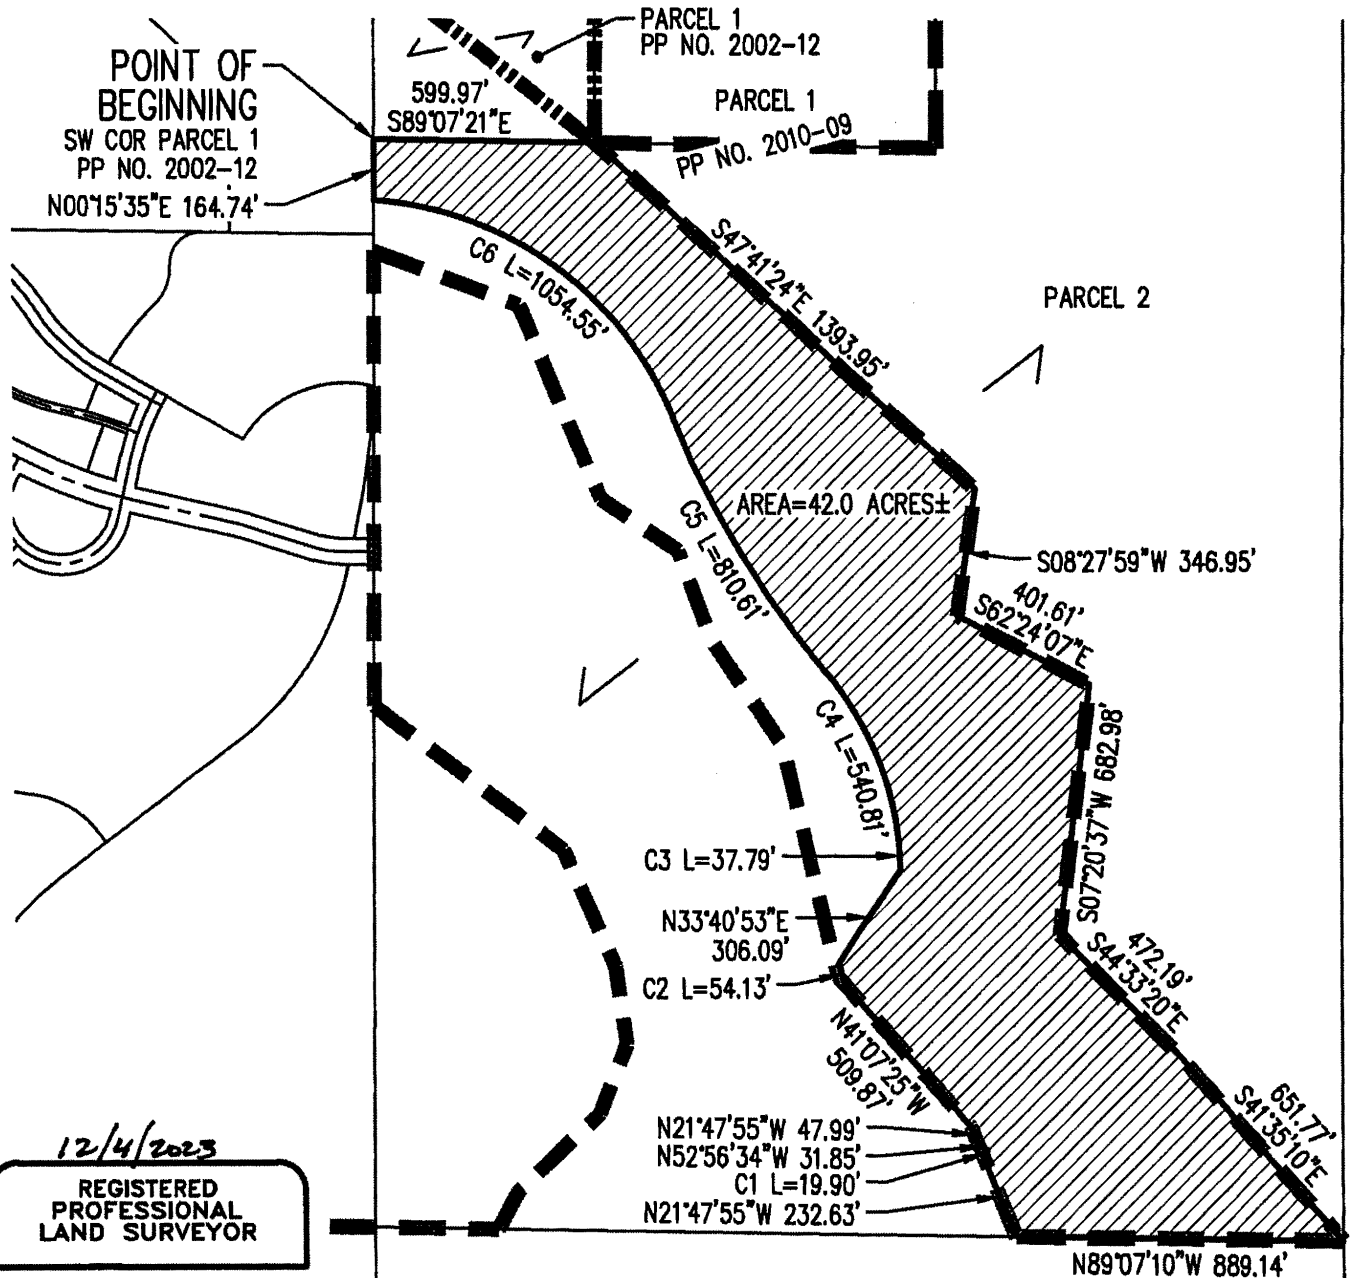 PARCEL 1
PP NO. 2002-12
POINT OF
BEGINNING
SW COR PARCEL 1
PP NO. 2002-12
N00°15'35"E 164.74'
599.97'
S89°07'21"E
PARCEL 1
PP NO. 2010-09
S47°41'24"E 1393.95'
C6 L=1054.55'
PARCEL 2
AREA=42.0 ACRES±
C5 L=810.61'
S08°27'59"W 346.95'
401.61'
S62°24'07"E
C4 L=540.81'
S07°20'37"W 682.98'
C3 L=37.79'
N33°40'53"E
306.09'
C2 L=54.13'
472.19'
S44°33'20"E
N41°07'25"W
509.87'
651.77'
S41°35'10"E
N21°47'55"W 47.99'
N52°56'34"W 31.85'
C1 L=19.90'
N21°47'55"W 232.63'
N89°07'10"W 889.14'
12/4/2023
REGISTERED
PROFESSIONAL
LAND SURVEYOR